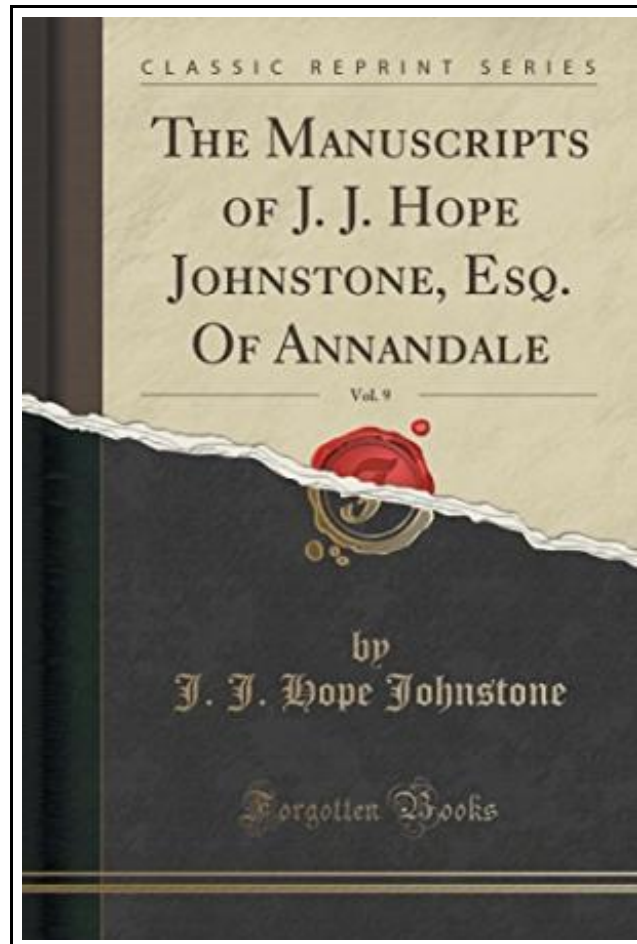 CLASSIC REPRINT SERIES
THE MANUSCRIPTS
OF J. J. HOPE
JOHNSTONE, ESQ.
OF ANNANDALE
Vol. 9
F
by
J. J. Hope Johnstone
Forgotten Books